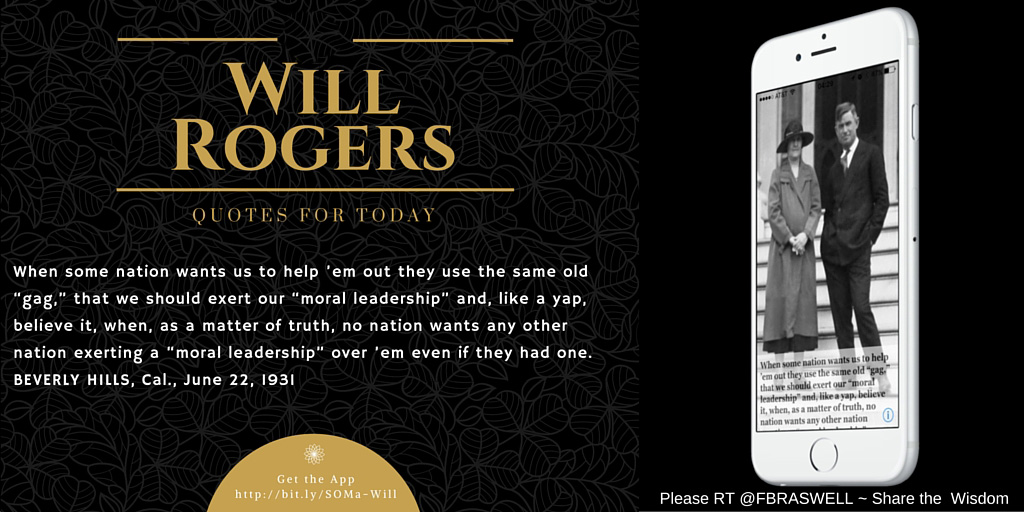 WILL
ROGERS
QUOTES FOR TODAY
When some nation wants us to help 'em out they use the same old
“gag,” that we should exert our “moral leadership” and, like a yap,
believe it, when, as a matter of truth, no nation wants any other
nation exerting a “moral leadership” over 'em even if they had one.
BEVERLY HILLS, Cal., June 22, 1931
Get the App
http://bit.ly/SOMa-Will
When some nation wants us to help
'em out they use the same old “gag,”
that we should exert our “moral
leadership” and, like a yap, believe
it, when, as a matter of truth, no
nation wants any other nation
Please RT @FBRASWELL ~ Share the Wisdom